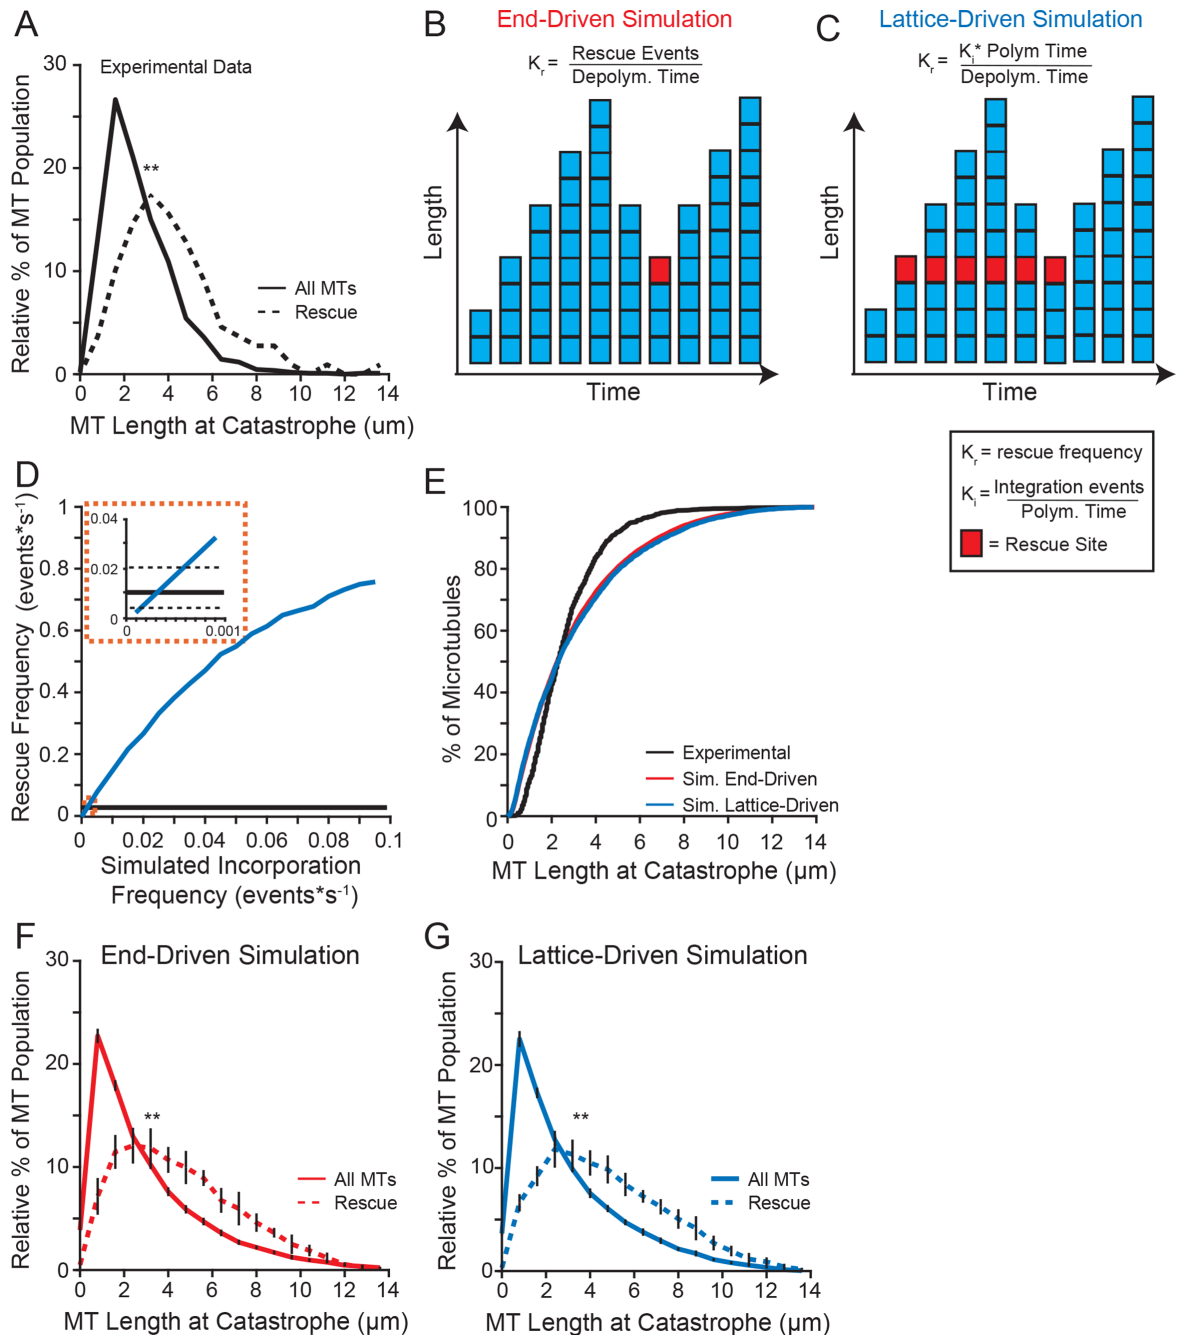 A
Experimental Data
30
20
10
0
Relative % of MT Population
**
All MTs
Rescue
0 2 4 6 8 10 12 14
MT Length at Catastrophe (um)
B
End-Driven Simulation
Kr = Rescue Events
Depolym. Time
Length
Time
C
Lattice-Driven Simulation
Kr = Ki* Polym Time
Depolym. Time
Length
Time
Kr = rescue frequency
Ki = Integration events
Polym. Time
= Rescue Site
D
1
0.8
0.6
0.4
0.2
0
Rescue Frequency (events*s-1)
0.04
0.02
0
0 0.001
0 0.02 0.04 0.06 0.08 0.1
Simulated Incorporation
Frequency (events*s-1)
E
100
80
60
40
20
0
% of Microtubules
Experimental
Sim. End-Driven
Sim. Lattice-Driven
0 2 4 6 8 10 12 14
MT Length at Catastrophe (µm)
F
End-Driven Simulation
30
20
10
0
Relative % of MT Population
**
All MTs
Rescue
0 2 4 6 8 10 12 14
MT Length at Catastrophe (µm)
G
Lattice-Driven Simulation
30
20
10
0
Relative % of MT Population
**
All MTs
Rescue
0 2 4 6 8 10 12 14
MT Length at Catastrophe (µm)